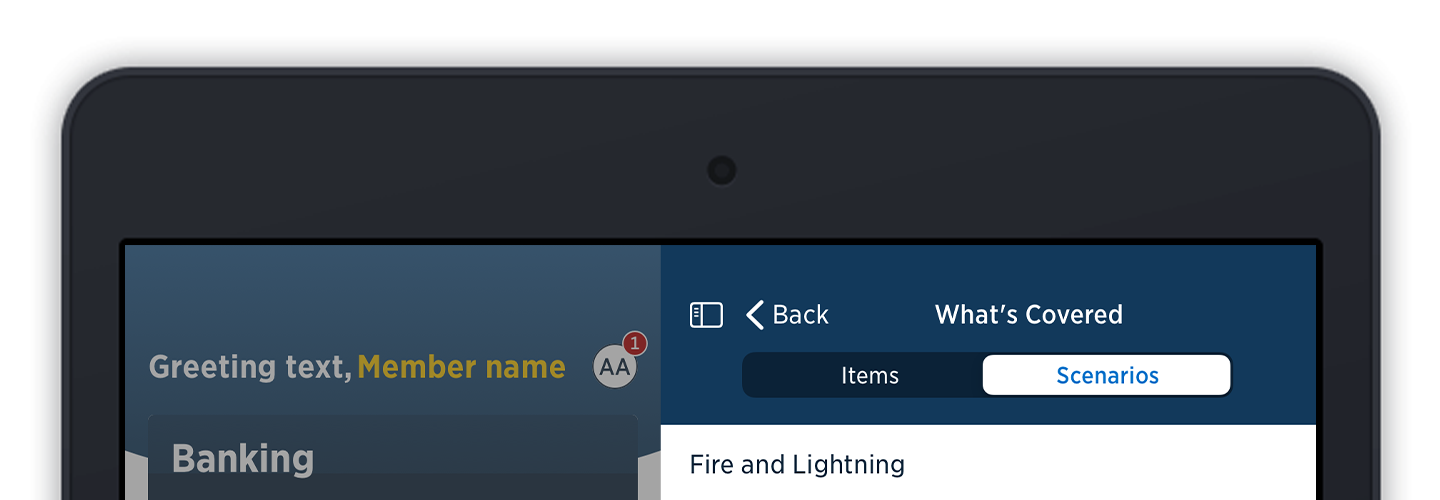 Greeting text, Member name
AA
1
Banking
Back
What's Covered
Items
Scenarios
Fire and Lightning